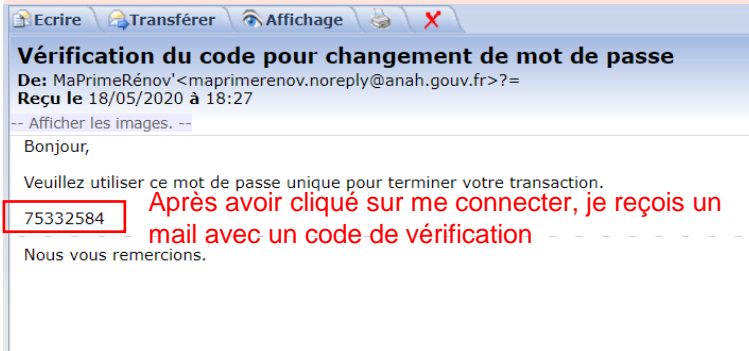 Ecrire Transférer Affichage
Vérification du code pour changement de mot de passe
De: MaPrimeRénov'<maprimerenov.noreply@anah.gouv.fr>?=
Reçu le 18/05/2020 à 18:27
-- Afficher les images. --
Bonjour,
Veuillez utiliser ce mot de passe unique pour terminer votre transaction.
75332584
Après avoir cliqué sur me connecter, je reçois un
mail avec un code de vérification
Nous vous remercions.